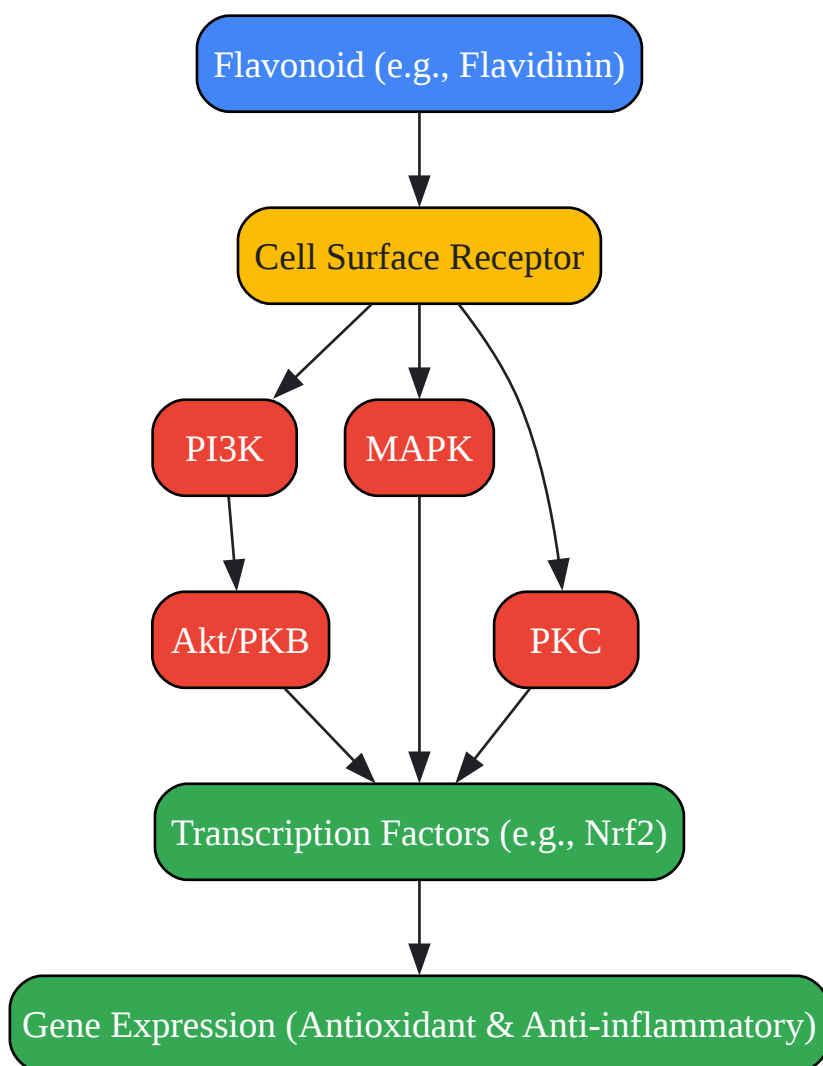 Flavonoid (e.g., Flavidinin)
Cell Surface Receptor
PI3K
MAPK
Akt/PKB
PKC
Transcription Factors (e.g., Nrf2)
Gene Expression (Antioxidant & Anti-inflammatory)